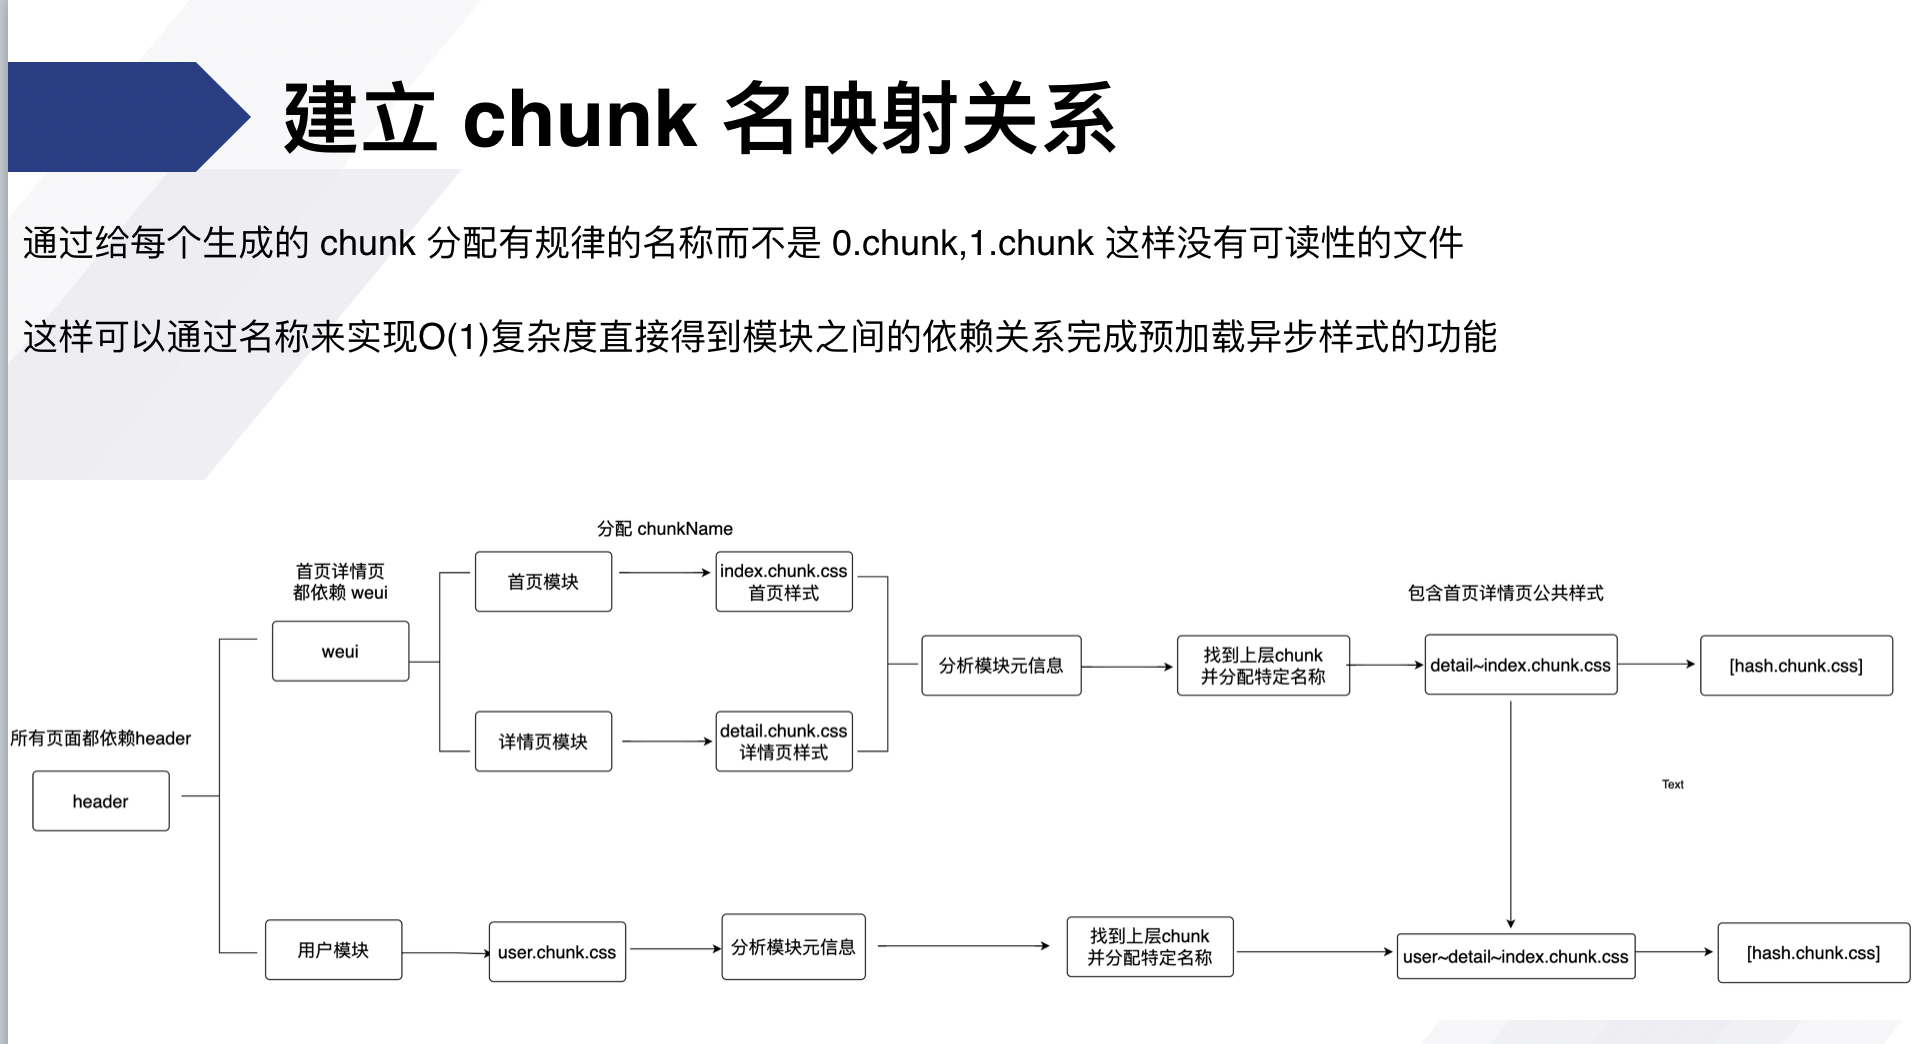 建立 chunk 名映射关系
通过给每个生成的 chunk 分配有规律的名称而不是 0.chunk,1.chunk 这样没有可读性的文件
这样可以通过名称来实现O(1)复杂度直接得到模块之间的依赖关系完成预加载异步样式的功能
分配 chunkName
首页详情页
都依赖 weui
首页模块
index.chunk.css
首页样式
包含首页详情页公共样式
weui
分析模块元信息
找到上层chunk
并分配特定名称
detail~index.chunk.css
[hash.chunk.css]
详情页模块
detail.chunk.css
详情页样式
所有页面都依赖header
header
Text
用户模块
user.chunk.css
分析模块元信息
找到上层chunk
并分配特定名称
user~detail~index.chunk.css
[hash.chunk.css]